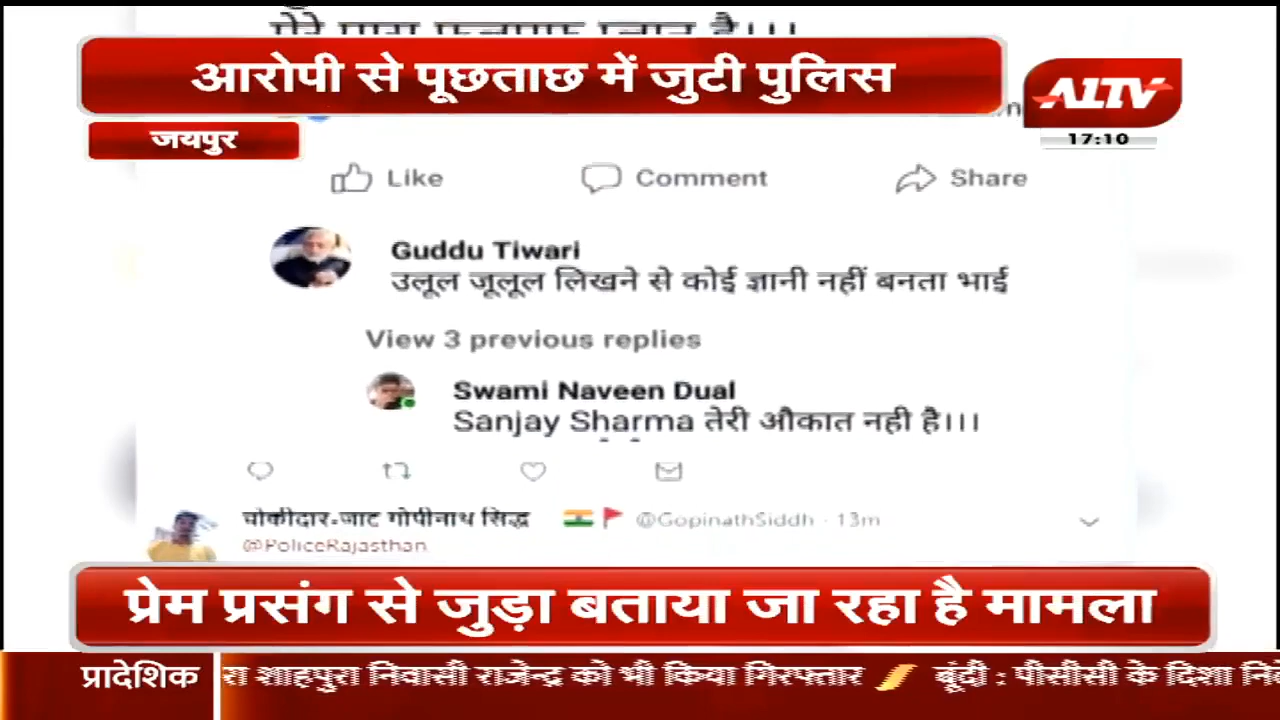 आरोपी से पूछताछ में जुटी पुलिस
ALTV
जयपुर
17:10
Like Comment Share
Guddu Tiwari
उलूल जूलूल लिखने से कोई ज्ञानी नहीं बनता भाई
View 3 previous replies
Swami Naveen Dual
Sanjay Sharma तेरी औकात नही है।।।
चोकीदार-जाट गोपीनाथ सिद्ध 🇮🇳🚩 @GopinathSiddh · 13m
@PoliceRajasthan
प्रेम प्रसंग से जुड़ा बताया जा रहा है मामला
प्रादेशिक रा शाहपुरा निवासी राजेन्द्र को भी किया गिरफ्तार बूंदी : पीसीसी के दिशा